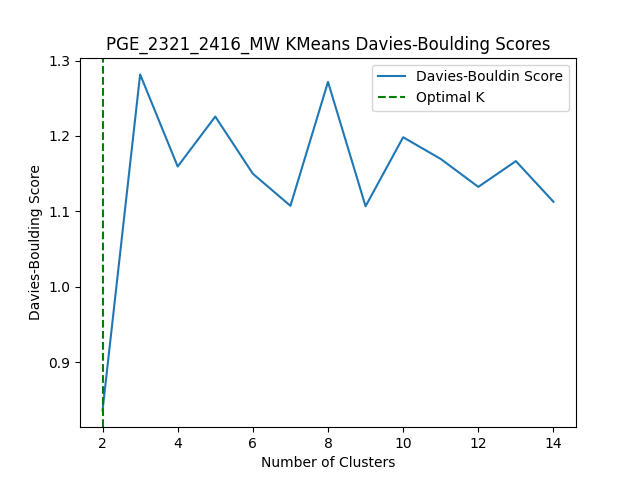 PGE_2321_2416_MW KMeans Davies-Boulding Scores
Davies-Bouldin Score
Optimal K
Davies-Boulding Score
1.3
1.2
1.1
1.0
0.9
2 4 6 8 10 12 14
Number of Clusters